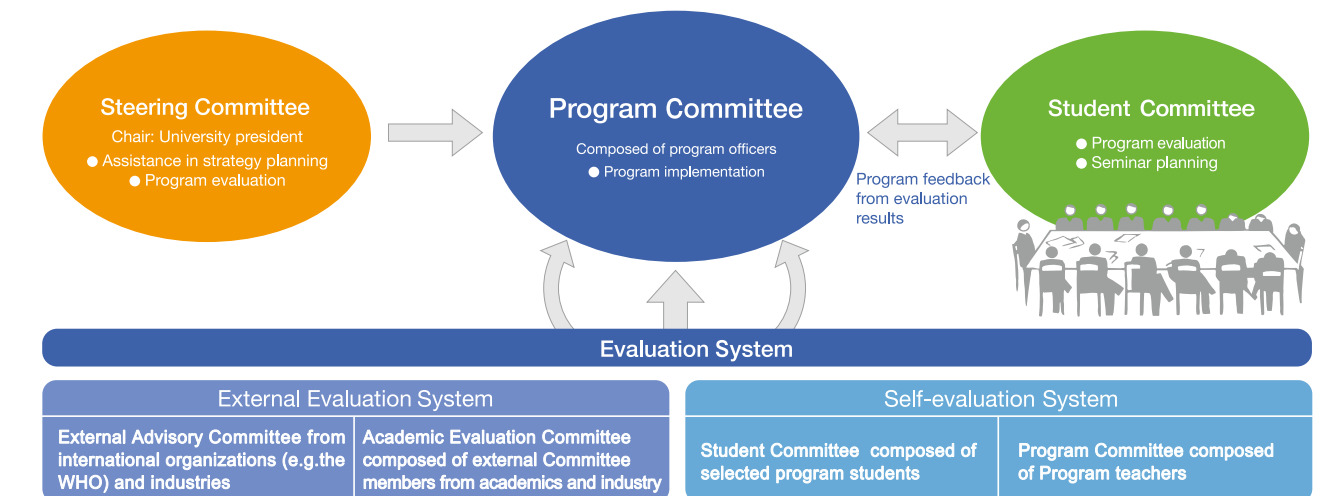 Steering Committee
Chair: University president
● Assistance in strategy planning
● Program evaluation
Program Committee
Composed of program officers
● Program implementation
Program feedback
from evaluation
results
Student Committee
● Program evaluation
● Seminar planning
Evaluation System
External Evaluation System
External Advisory Committee from
international organizations (e.g.the
WHO) and industries
Academic Evaluation Committee
composed of external Committee
members from academics and industry
Self-evaluation System
Student Committee composed of
selected program students
Program Committee composed
of Program teachers